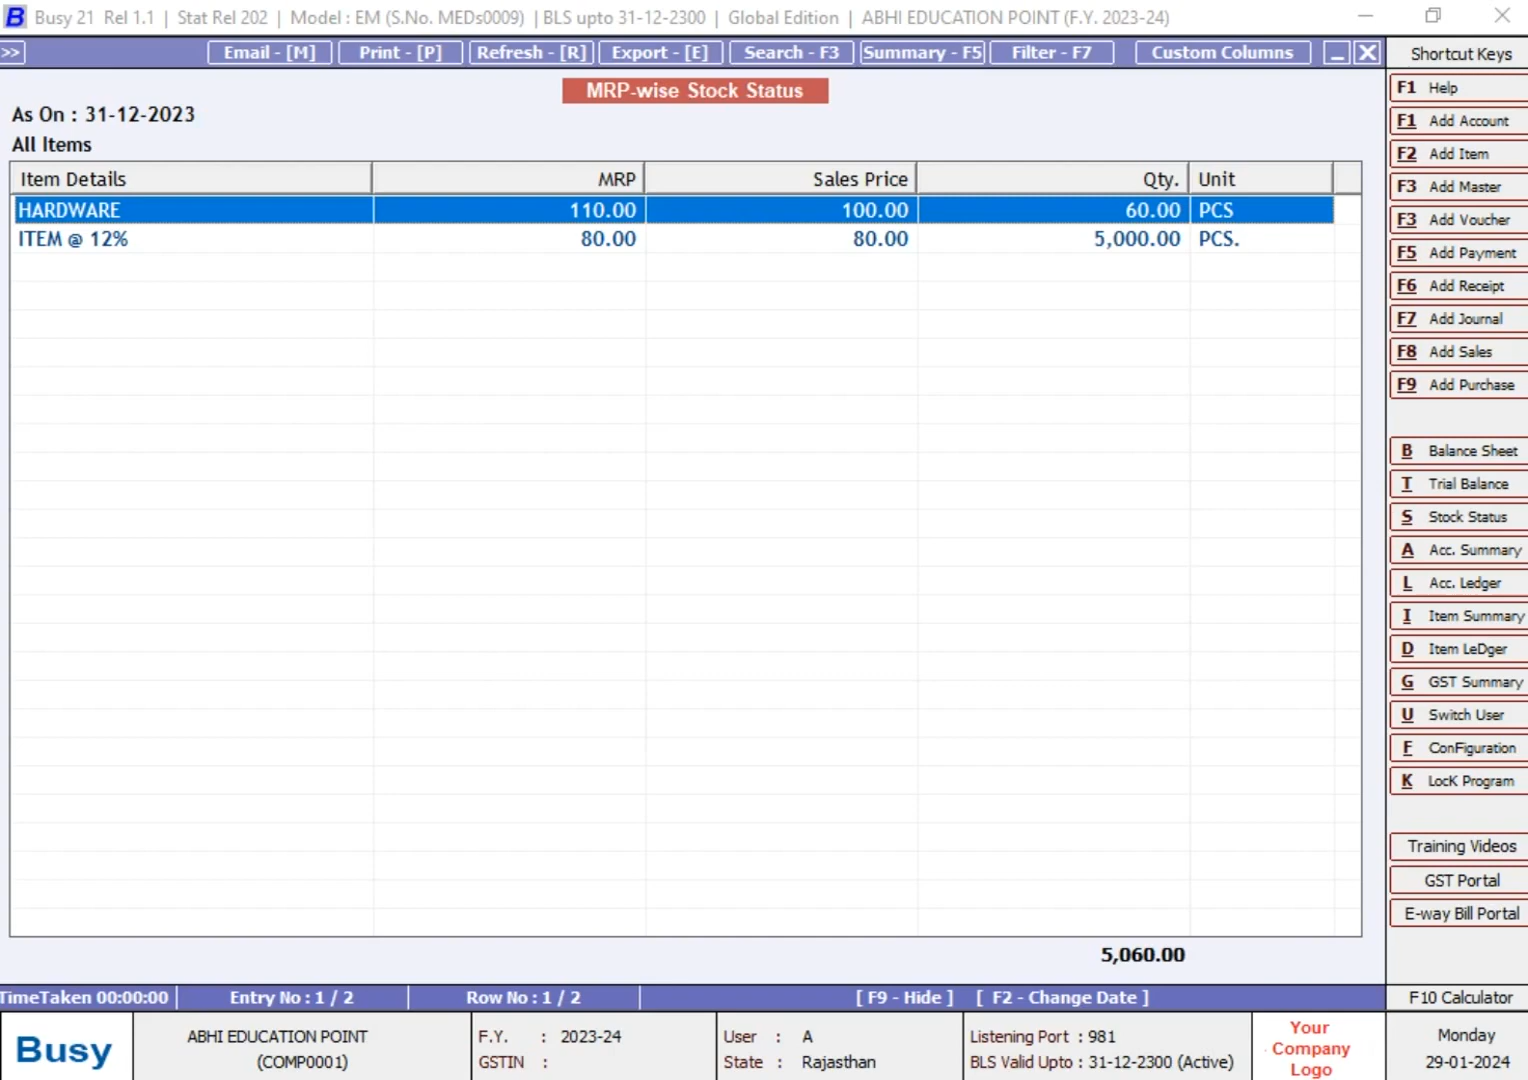 B Busy 21 Rel 1.1 | Stat Rel 202 | Model : EM (S.No. MEDs0009) | BLS upto 31-12-2300 | Global Edition | ABHI EDUCATION POINT (F.Y. 2023-24)
>> Email - [M] Print - [P] Refresh - [R] Export - [E] Search - F3 Summary - F5 Filter - F7 Custom Columns
MRP-wise Stock Status
As On : 31-12-2023
All Items
Item Details MRP Sales Price Qty. Unit
HARDWARE 110.00 100.00 60.00 PCS
ITEM @ 12% 80.00 80.00 5,000.00 PCS.
5,060.00
Shortcut Keys
F1 Help
F1 Add Account
F2 Add Item
F3 Add Master
F3 Add Voucher
F5 Add Payment
F6 Add Receipt
F7 Add Journal
F8 Add Sales
F9 Add Purchase
B Balance Sheet
T Trial Balance
S Stock Status
A Acc. Summary
L Acc. Ledger
I Item Summary
D Item LeDger
G GST Summary
U Switch User
F ConFiguration
K LocK Program
Training Videos
GST Portal
E-way Bill Portal
TimeTaken 00:00:00 Entry No : 1 / 2 Row No : 1 / 2 [ F9 - Hide ] [ F2 - Change Date ] F10 Calculator
Busy
ABHI EDUCATION POINT
(COMP0001)
F.Y. : 2023-24
GSTIN :
User : A
State : Rajasthan
Listening Port : 981
BLS Valid Upto : 31-12-2300 (Active)
Your
Company
Logo
Monday
29-01-2024